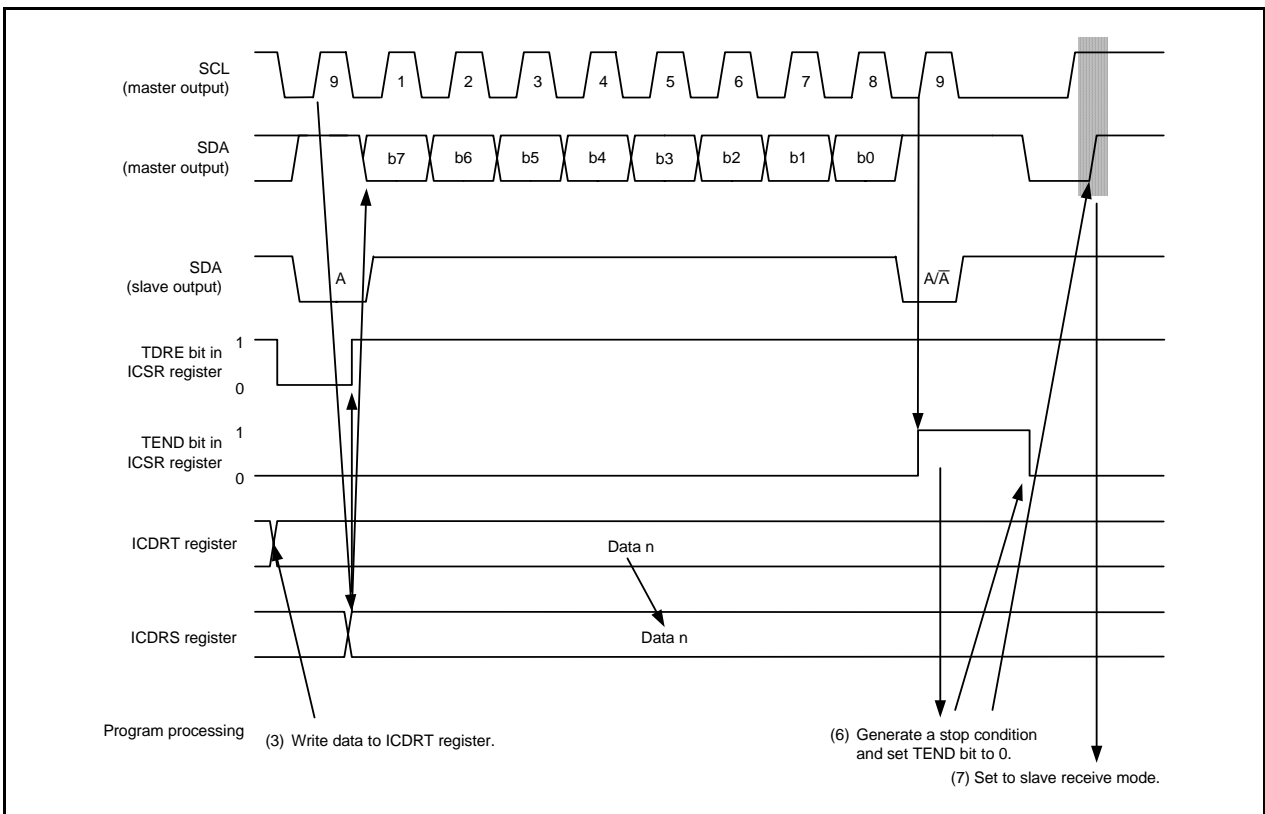 SCL
(master output)
9 1 2 3 4 5 6 7 8 9
SDA
(master output)
b7 b6 b5 b4 b3 b2 b1 b0
SDA
(slave output)
A A/A̅
TDRE bit in
ICSR register
1
0
TEND bit in
ICSR register
1
0
ICDRT register
Data n
ICDRS register
Data n
Program processing
(3) Write data to ICDRT register.
(6) Generate a stop condition
and set TEND bit to 0.
(7) Set to slave receive mode.